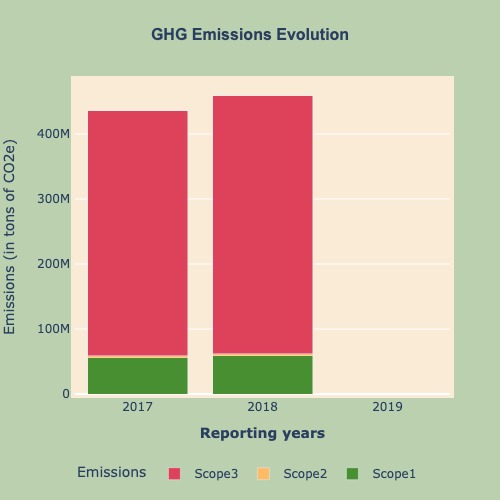 GHG Emissions Evolution
Emissions (in tons of CO2e)
400M
300M
200M
100M
0
2017 2018 2019
Reporting years
Emissions Scope3 Scope2 Scope1